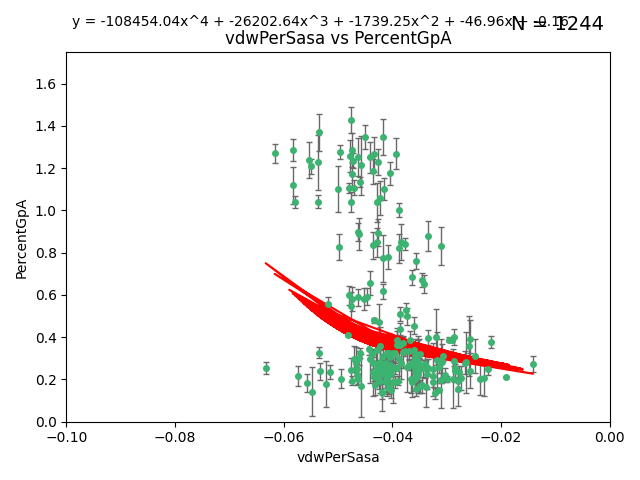 y = -108454.04x^4 + -26202.64x^3 + -1739.25x^2 + -46.96x + -0.16
N = 1244
vdwPerSasa vs PercentGpA
PercentGpA
1.6
1.4
1.2
1.0
0.8
0.6
0.4
0.2
0.0
−0.10 −0.08 −0.06 −0.04 −0.02 0.00
vdwPerSasa